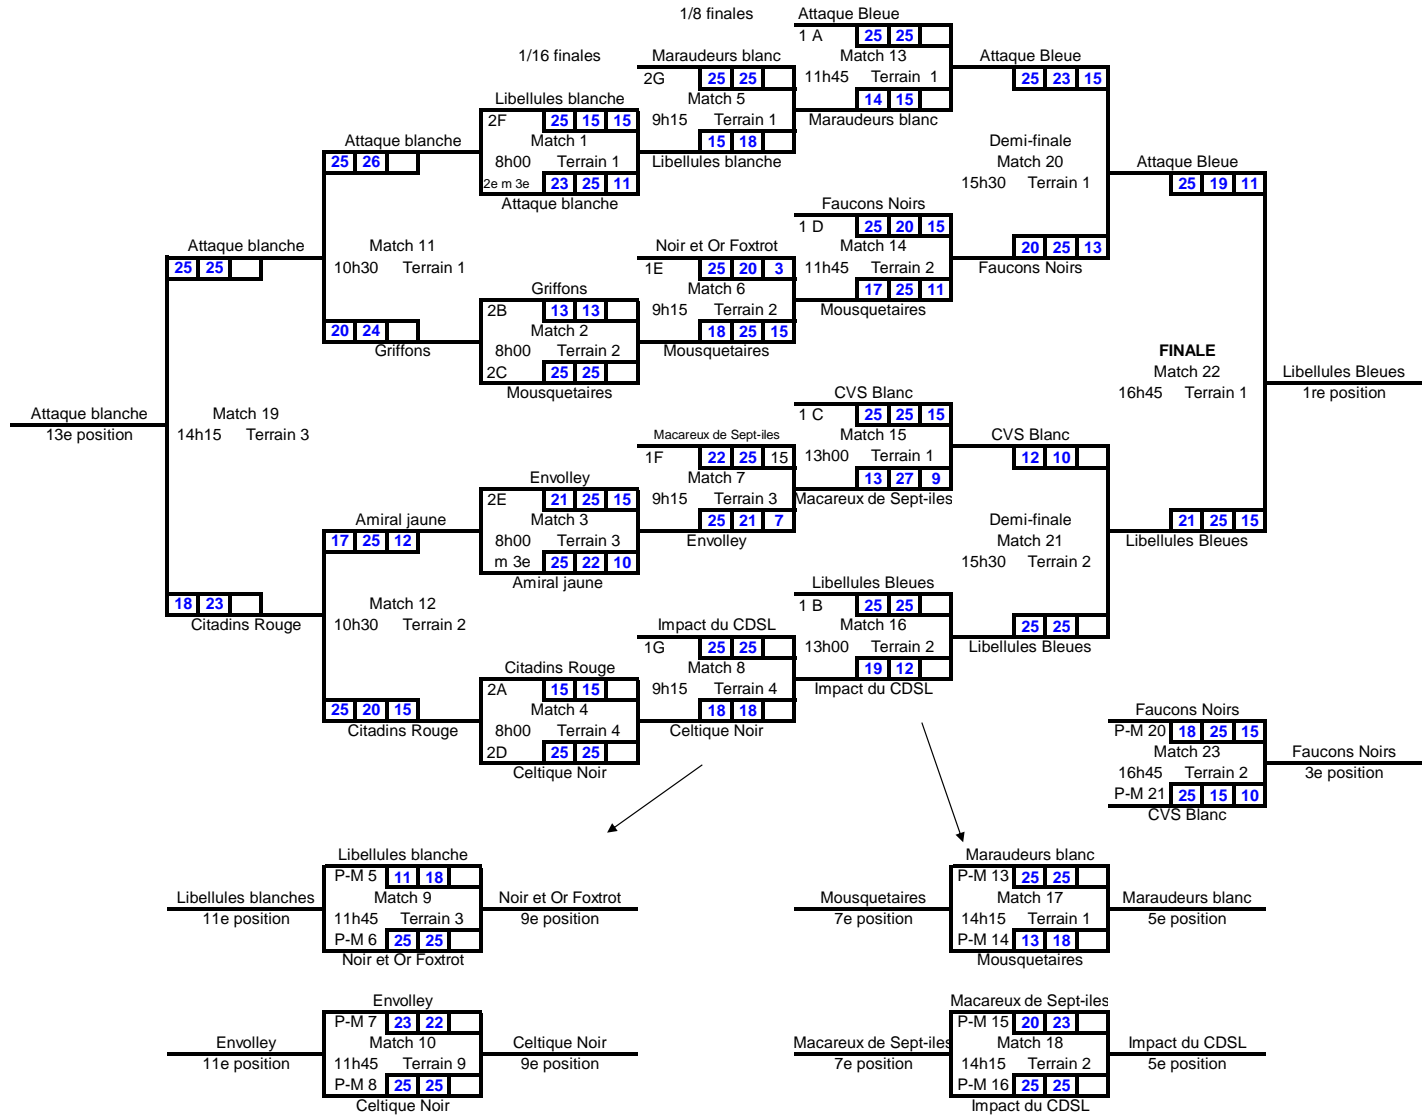 1/8 finales
Attaque Bleue
1 A 25 25
1/16 finales
Maraudeurs blanc
Match 13
Attaque Bleue
2G 25 25
11h45 Terrain 1
25 23 15
Libellules blanche
Match 5
14 15
2F 25 15 15
9h15 Terrain 1
Maraudeurs blanc
Attaque blanche
Match 1
15 18
Demi-finale
25 26
8h00 Terrain 1
Libellules blanche
Match 20
Attaque Bleue
2e m 3e 23 25 11
15h30 Terrain 1
25 19 11
Attaque blanche
Faucons Noirs
1 D 25 20 15
Attaque blanche
Match 11
Noir et Or Foxtrot
Match 14
20 25 13
25 25
10h30 Terrain 1
1E 25 20 3
11h45 Terrain 2
Faucons Noirs
Griffons
Match 6
17 25 11
2B 13 13
9h15 Terrain 2
Mousquetaires
20 24
Match 2
18 25 15
Griffons
8h00 Terrain 2
Mousquetaires
FINALE
2C 25 25
Match 22
Libellules Bleues
Mousquetaires
CVS Blanc
16h45 Terrain 1
1re position
Attaque blanche
Match 19
1 C 25 25 15
13e position
14h15 Terrain 3
Macareux de Sept-iles
Match 15
CVS Blanc
1F 22 25 15
13h00 Terrain 1
12 10
Envolley
Match 7
13 27 9
2E 21 25 15
9h15 Terrain 3
Macareux de Sept-iles
Amiral jaune
Match 3
25 21 7
Demi-finale
21 25 15
17 25 12
8h00 Terrain 3
Envolley
Match 21
Libellules Bleues
m 3e 25 22 10
15h30 Terrain 2
Amiral jaune
Libellules Bleues
18 23
Match 12
1 B 25 25
Citadins Rouge
10h30 Terrain 2
Impact du CDSL
Match 16
25 25
1G 25 25
13h00 Terrain 2
Libellules Bleues
Citadins Rouge
Match 8
19 12
2A 15 15
9h15 Terrain 4
Impact du CDSL
25 20 15
Match 4
18 18
Faucons Noirs
Citadins Rouge
8h00 Terrain 4
Celtique Noir
P-M 20 18 25 15
2D 25 25
Match 23
Faucons Noirs
Celtique Noir
16h45 Terrain 2
3e position
P-M 21 25 15 10
CVS Blanc
Libellules blanche
Maraudeurs blanc
P-M 5 11 18
P-M 13 25 25
Libellules blanches
Match 9
Noir et Or Foxtrot
Mousquetaires
Match 17
Maraudeurs blanc
11e position
11h45 Terrain 3
9e position
7e position
14h15 Terrain 1
5e position
P-M 6 25 25
P-M 14 13 18
Noir et Or Foxtrot
Mousquetaires
Envolley
Macareux de Sept-iles
P-M 7 23 22
P-M 15 20 23
Envolley
Match 10
Celtique Noir
Macareux de Sept-iles
Match 18
Impact du CDSL
11e position
11h45 Terrain 9
9e position
7e position
14h15 Terrain 2
5e position
P-M 8 25 25
P-M 16 25 25
Celtique Noir
Impact du CDSL